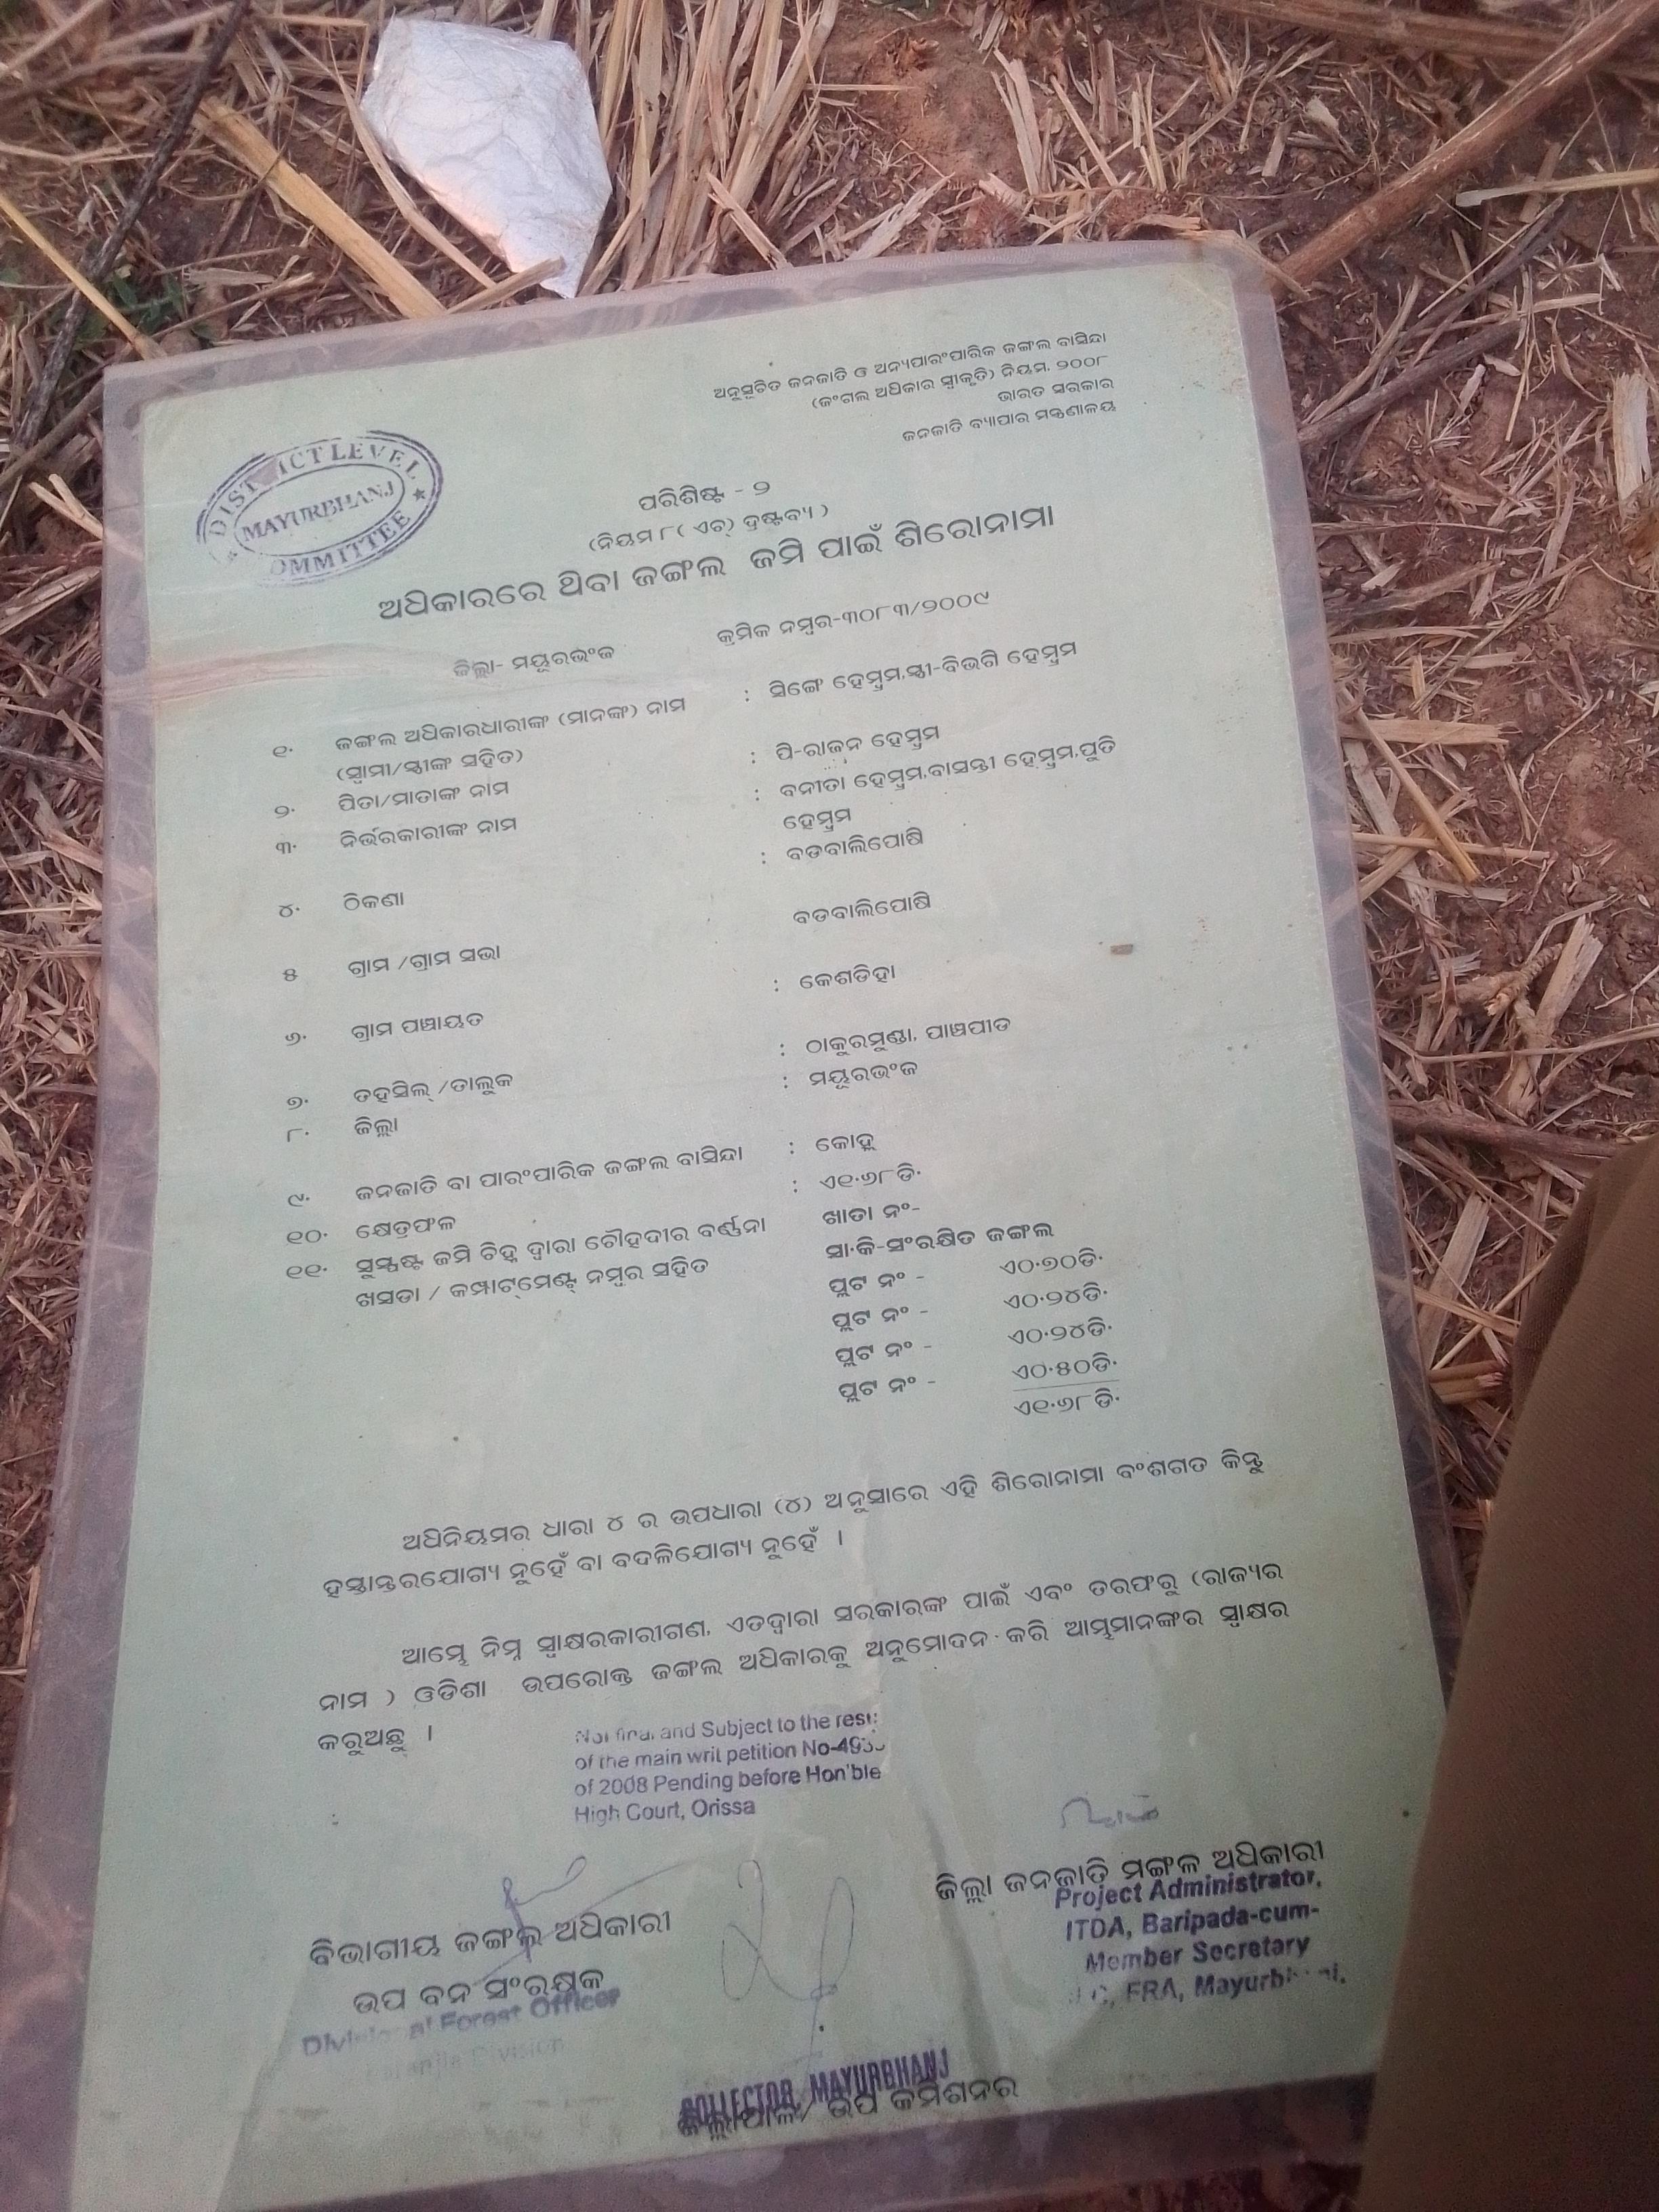 ଅନୁସୂଚିତ ଜନଜାତି ଓ ଅନ୍ୟପାରଂପାରିକ ଜଙ୍ଗଲ ବାସିନ୍ଦା
(ଜଂଗଲ ଅଧିକାର ସ୍ୱୀକୃତି) ନିୟମ, ୨୦୦୮
ଭାରତ ସରକାର
ଜନଜାତି ବ୍ୟାପାର ମନ୍ତ୍ରଣାଳୟ
MAYURBHANJ
ପରିଶିଷ୍ଟ - ୨
(ନିୟମ ୮( ଏଚ୍) ଦ୍ରଷ୍ଟବ୍ୟ )
ଅଧିକାରରେ ଥିବା ଜଙ୍ଗଲ ଜମି ପାଇଁ ଶିରୋନାମା
ଜିଲ୍ଲା- ମୟୂରଭଂଜ କ୍ରମିକ ନମ୍ବର-୩୦୮୩/୨୦୦୯
୧. ଜଙ୍ଗଲ ଅଧିକାରଧାରୀଙ୍କ (ମାନଙ୍କ) ନାମ : ସିଙ୍ଗେ ହେମ୍ବ୍ରମ,ସ୍ତ୍ରୀ-ବିଭଗି ହେମ୍ବ୍ରମ
(ସ୍ୱାମୀ/ସ୍ତ୍ରୀଙ୍କ ସହିତ)
୨. ପିତା/ମାତାଙ୍କ ନାମ : ପି-ରାଜନ ହେମ୍ବ୍ରମ
୩. ନିର୍ଭରକାରୀଙ୍କ ନାମ : ବନୀତା ହେମ୍ବ୍ରମ,ବାସନ୍ତୀ ହେମ୍ବ୍ରମ,ପୁତି
ହେମ୍ବ୍ରମ
୪. ଠିକଣା : ବଡବାଲିପୋଷି
୫ ଗ୍ରାମ /ଗ୍ରାମ ସଭା ବଡବାଲିପୋଷି
୬. ଗ୍ରାମ ପଞ୍ଚାୟତ : କେଶଡିହା
୭. ତହସିଲ୍ /ତାଲୁକ : ଠାକୁରମୁଣ୍ଡା, ପାଞ୍ଚପୀଡ
୮. ଜିଲ୍ଲା : ମୟୂରଭଂଜ
୯. ଜନଜାତି ବା ପାରଂପାରିକ ଜଙ୍ଗଲ ବାସିନ୍ଦା : କୋହ୍ଲ
୧୦. କ୍ଷେତ୍ରଫଳ : ଏ୧.୬୮ଡି.
୧୧. ସୁସ୍ପଷ୍ଟ ଜମି ଚିହ୍ନ ଦ୍ୱାରା ଚୌହଦୀର ବର୍ଣ୍ଣନା ଖାତା ନଂ-
ଖସଡା / କମ୍ପାଟ୍‌ମେଣ୍ଟ୍ ନମ୍ବର ସହିତ ସା.କି-ସଂରକ୍ଷିତ ଜଙ୍ଗଲ
ପ୍ଲଟ ନଂ - ଏ୦.୭୦ଡି.
ପ୍ଲଟ ନଂ - ଏ୦.୨୪ଡି.
ପ୍ଲଟ ନଂ - ଏ୦.୨୪ଡି.
ପ୍ଲଟ ନଂ - ଏ୦.୫୦ଡି.
ଏ୧.୬୮ଡି.
ଅଧିନିୟମର ଧାରା ୪ ର ଉପଧାରା (୪) ଅନୁସାରେ ଏହି ଶିରୋନାମା ବଂଶଗତ କିନ୍ତୁ
ହସ୍ତାନ୍ତରଯୋଗ୍ୟ ନୁହେଁ ବା ବଦଳିଯୋଗ୍ୟ ନୁହେଁ ।
ଆମ୍ଭେ ନିମ୍ନ ସ୍ୱାକ୍ଷରକାରୀଗଣ, ଏତଦ୍ୱାରା ସରକାରଙ୍କ ପାଇଁ ଏବଂ ତରଫରୁ (ରାଜ୍ୟର
ନାମ ) ଓଡିଶା ଉପରୋକ୍ତ ଜଙ୍ଗଲ ଅଧିକାରକୁ ଅନୁମୋଦନ କରି ଆମ୍ଭମାନଙ୍କର ସ୍ୱାକ୍ଷର
କରୁଅଛୁ ।
and Subject to the
of the main writ petition
of 2008 Pending before Hon'ble
High Court, Orissa
ଜିଲ୍ଲା ଜନଜାତି ମଙ୍ଗଳ ଅଧିକାରୀ
Project Administrator,
ITDA, Baripada-cum-
Member Secretary
FRA,
ବିଭାଗୀୟ ଜଙ୍ଗଲ ଅଧିକାରୀ
ଉପ ବନ ସଂରକ୍ଷକ
Forest Officer
Division
COLLECTOR, MAYURBHANJ
ଜିଲ୍ଲାପାଳ/ ଉପ କମିଶନର